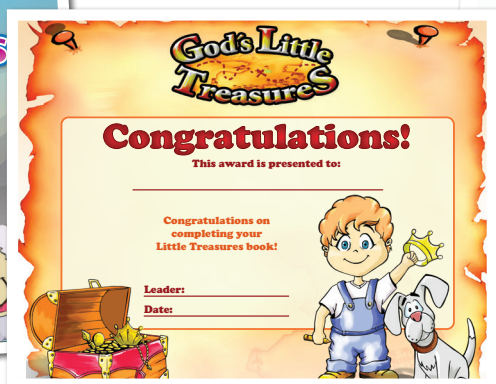 God's Little
Treasures
Congratulations!
This award is presented to:
Congratulations on
completing your
Little Treasures book!
Leader:
Date: